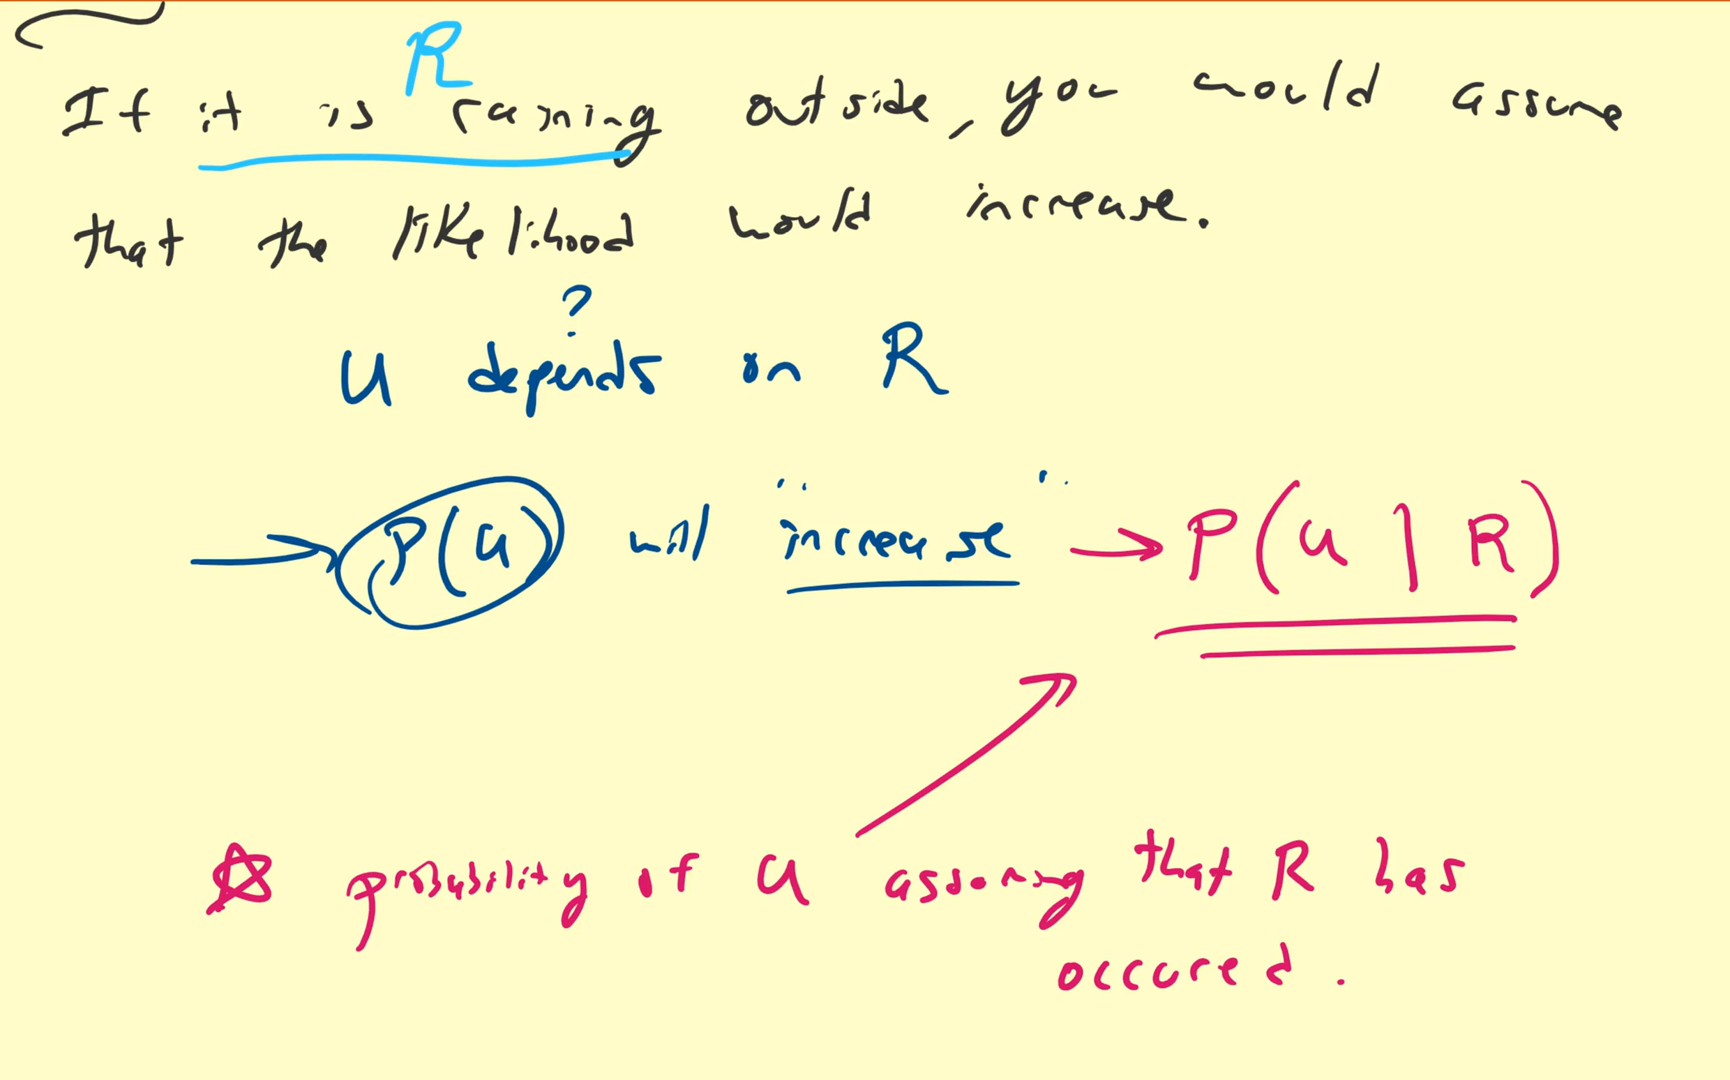 R
If it is raining outside, you would assume
that the likelihood would increase.
?
U depends on R
→ P(U) will "increase" → P(U | R)
☆ probability of U assuming that R has
occured.